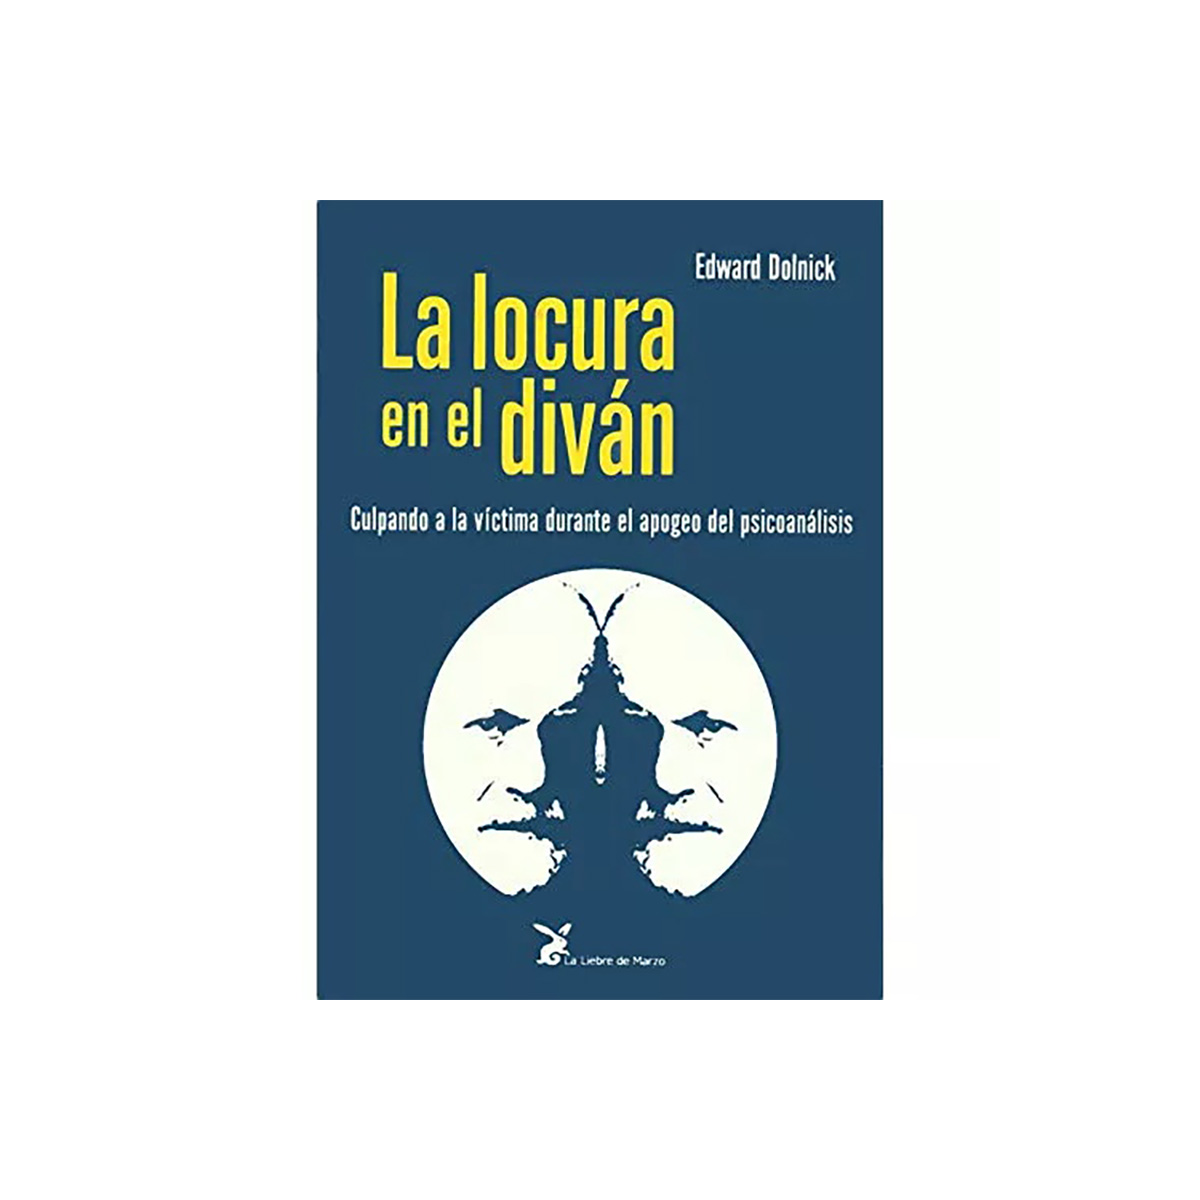 Edward Dolnick
La locura
en el diván
Culpando a la víctima durante el apogeo del psicoanálisis
La Liebre de Marzo